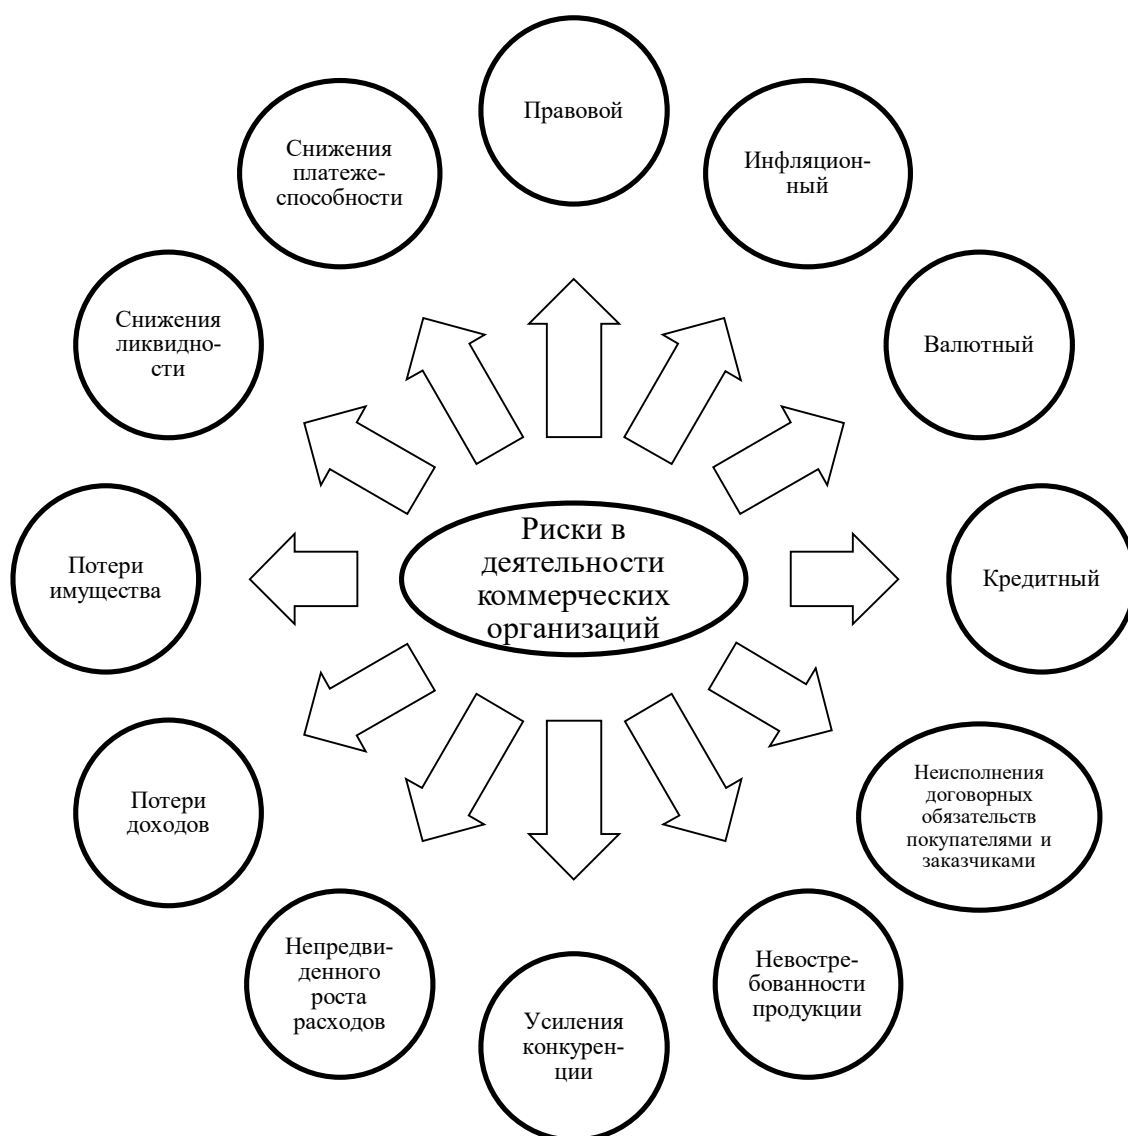 Правовой
Инфляцион-
ный
Валютный
Кредитный
Неисполнения
договорных
обязательств
покупателями и
заказчиками
Невостре-
бованности
продукции
Усиления
конкурен-
ции
Непредви-
денного
роста
расходов
Потери
доходов
Потери
имущества
Снижения
ликвидно-
сти
Снижения
платеже-
способности
Риски в
деятельности
коммерческих
организаций